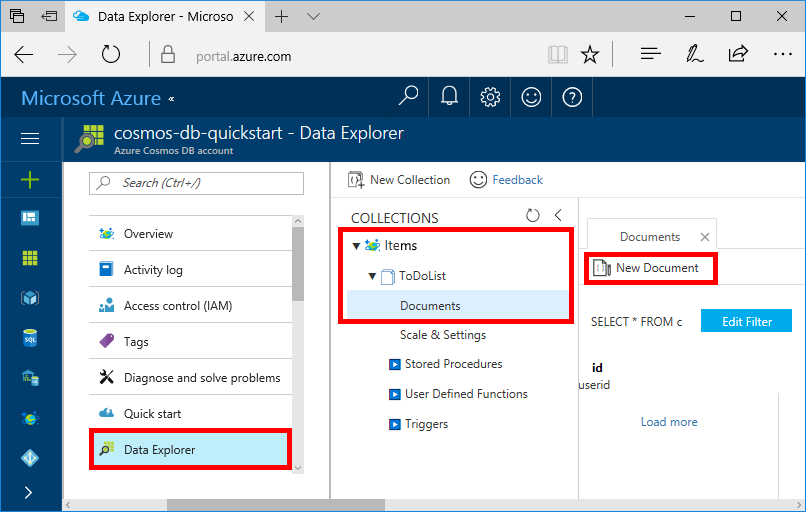 Data Explorer - Microso
portal.azure.com
Microsoft Azure «
cosmos-db-quickstart - Data Explorer
Azure Cosmos DB account
Search (Ctrl+/)
Overview
Activity log
Access control (IAM)
Tags
Diagnose and solve problems
Quick start
Data Explorer
New Collection
Feedback
COLLECTIONS
Items
ToDoList
Documents
Scale & Settings
Stored Procedures
User Defined Functions
Triggers
Documents
New Document
SELECT * FROM c
Edit Filter
id
userid
Load more
SQL